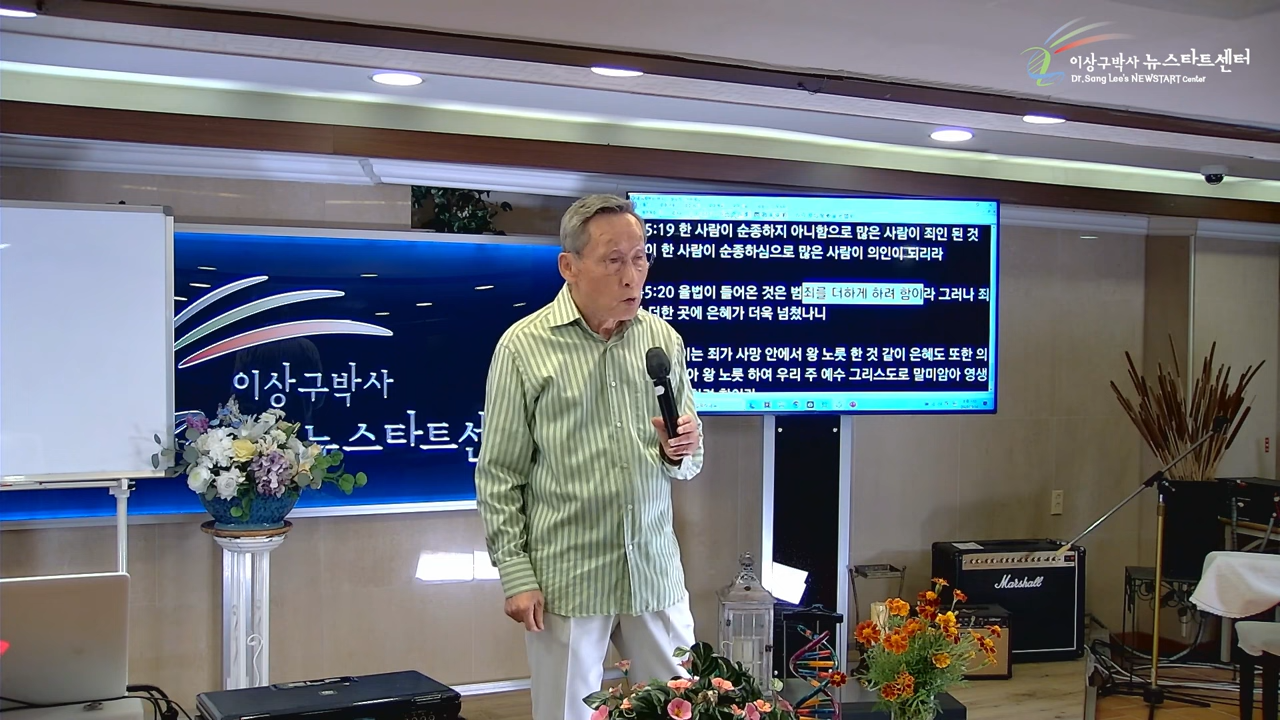 이상구박사 뉴스타트센터
Dr. Sang Lee's NEWSTART Center
5:19 한 사람이 순종하지 아니함으로 많은 사람이 죄인 된 것
이 한 사람이 순종하심으로 많은 사람이 의인이 되리라
5:20 율법이 들어온 것은 범죄를 더하게 하려 함이라 그러나 죄
더한 곳에 은혜가 더욱 넘쳤나니
이는 죄가 사망 안에서 왕 노릇 한 것 같이 은혜도 또한 의
아 왕 노릇 하여 우리 주 예수 그리스도로 말미암아 영생
이상구박사
뉴스타트센
Marshall